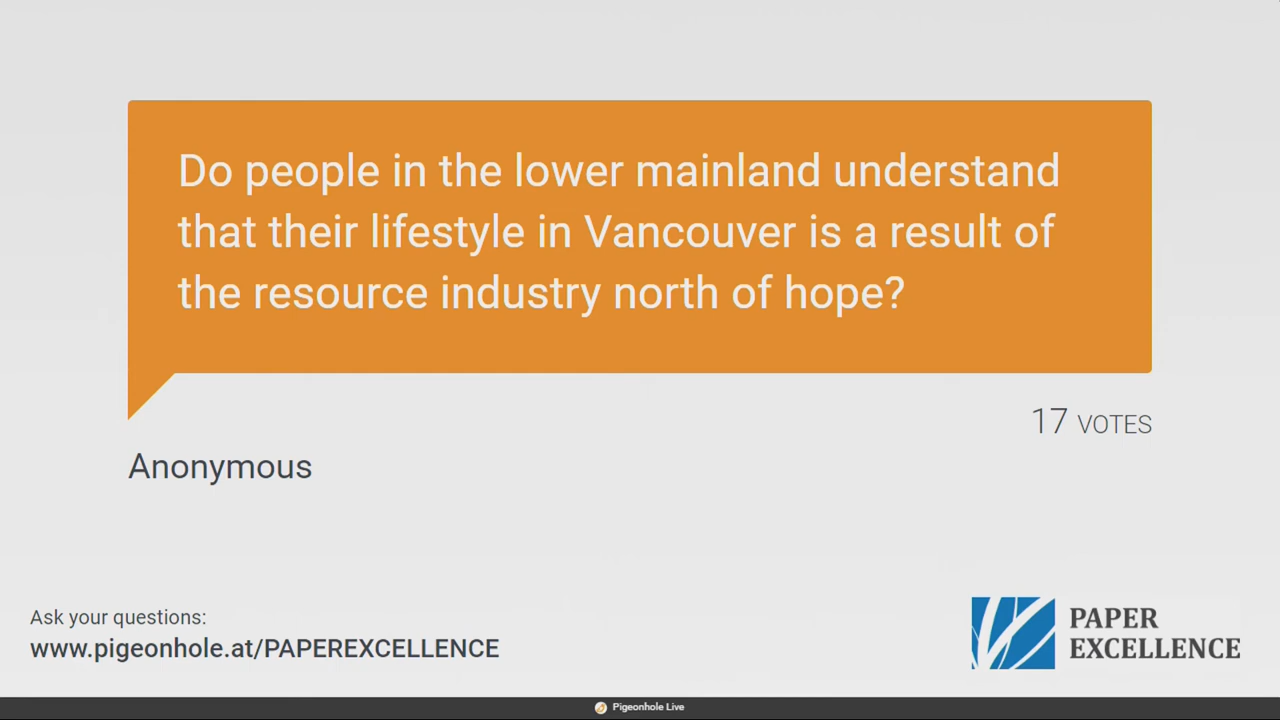 Do people in the lower mainland understand
that their lifestyle in Vancouver is a result of
the resource industry north of hope?
17 VOTES
Anonymous
Ask your questions:
www.pigeonhole.at/PAPEREXCELLENCE
PAPER
EXCELLENCE
Pigeonhole Live